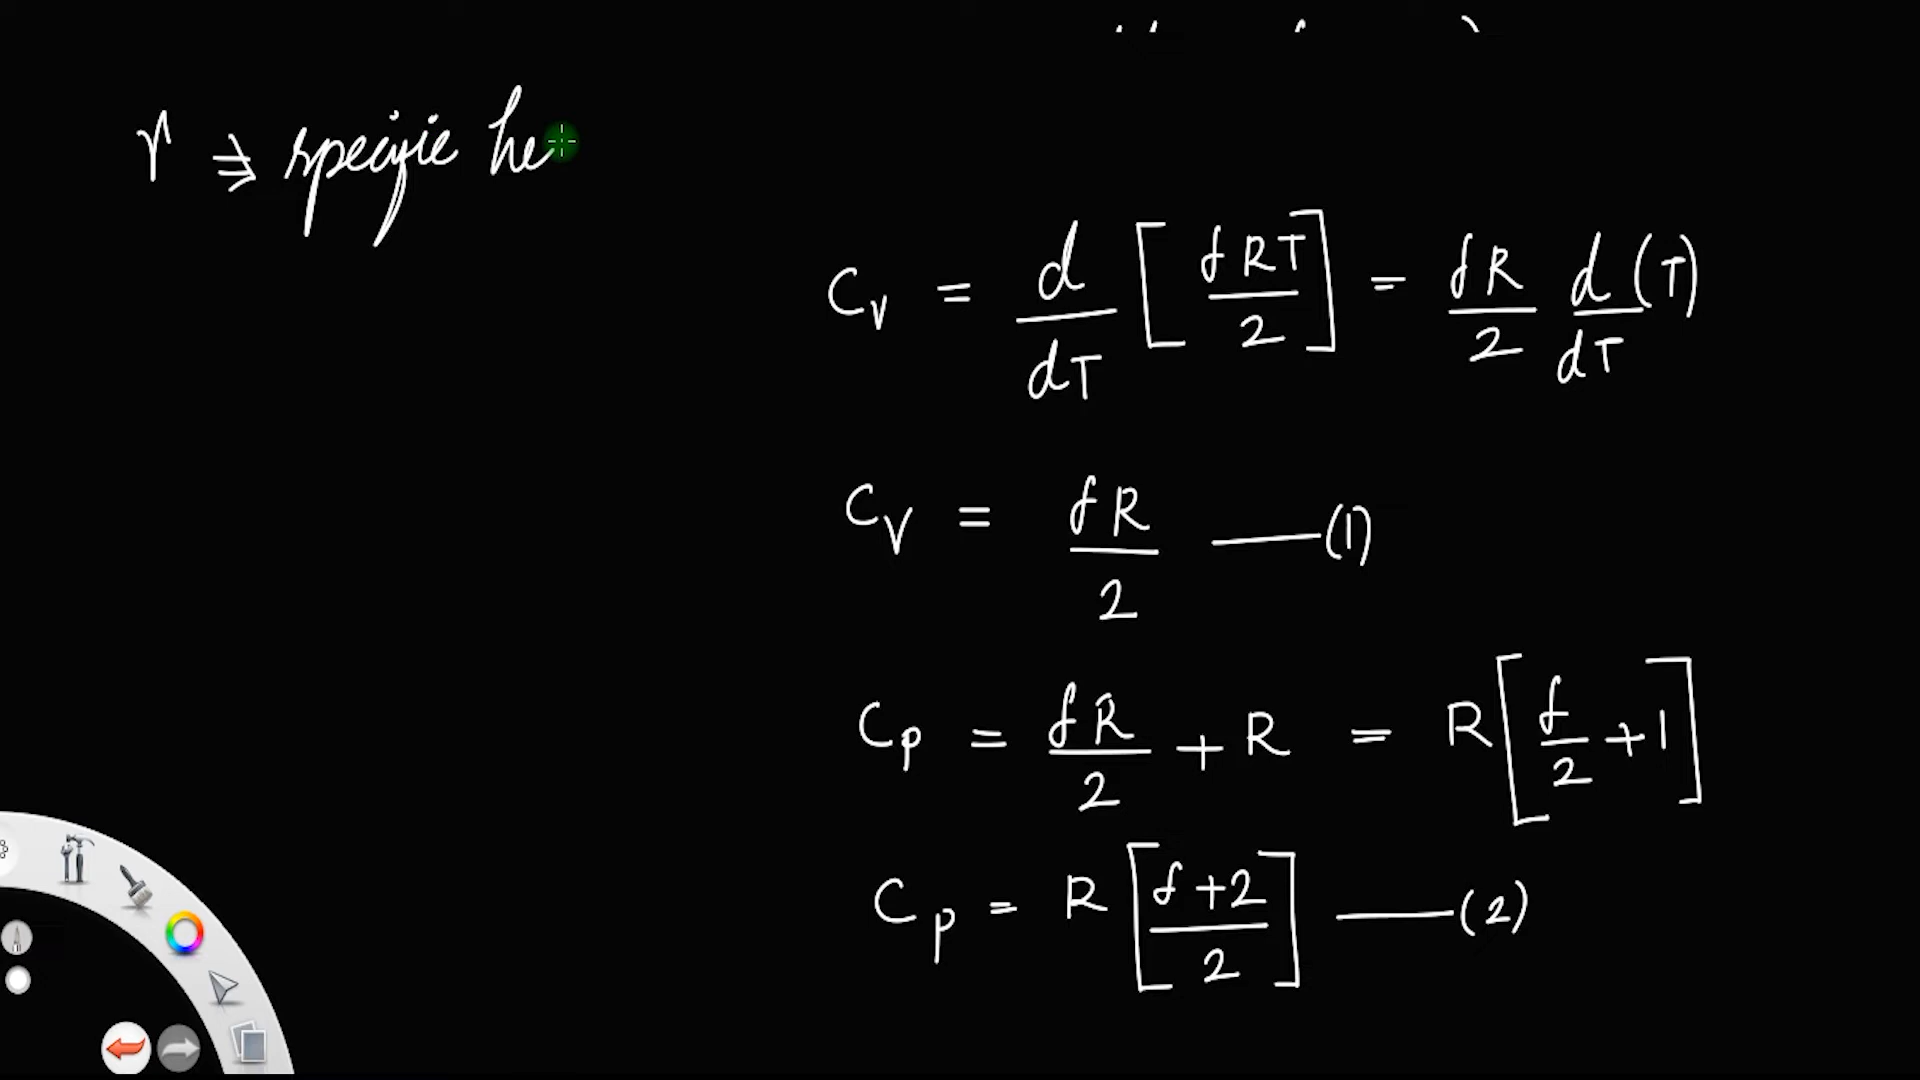 γ ⇒ specific he
Cv = d/dT [fRT/2] = fR/2 d/dT (T)
Cv = fR/2 —(1)
Cp = fR/2 + R = R[f/2 + 1]
Cp = R[f+2/2] —(2)